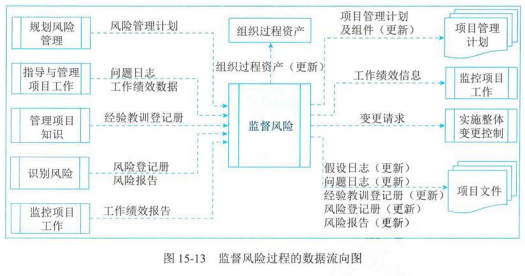 规划风险
管理
风险管理计划
指导与管理
项目工作
问题日志
工作绩效数据
管理项目
知识
经验教训登记册
识别风险
风险登记册
风险报告
监控项目
工作
工作绩效报告
组织过程资产
组织过程资产（更新）
监督风险
项目管理计划
及组件（更新）
项目管理
计划
工作绩效信息
监控项目
工作
变更请求
实施整体
变更控制
假设日志（更新）
问题日志（更新）
经验教训登记册（更新）
风险登记册（更新）
风险报告（更新）
项目文件
图 15-13 监督风险过程的数据流向图